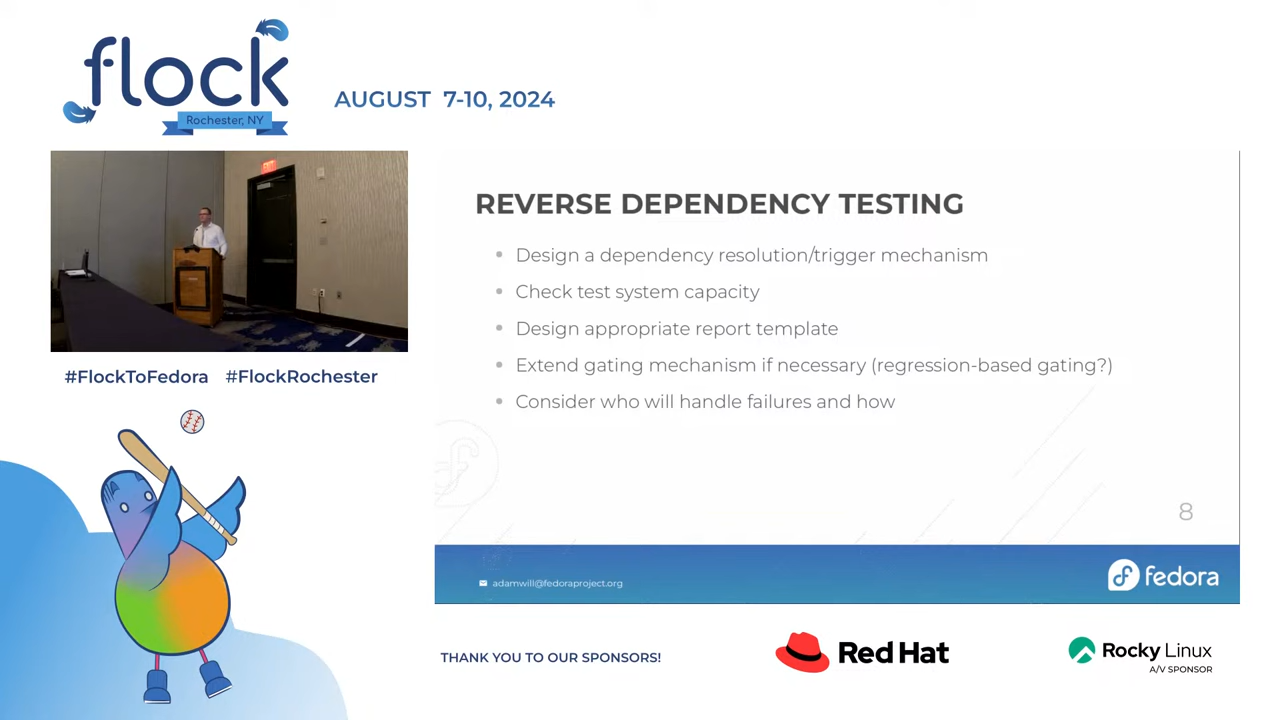 flock
Rochester, NY
AUGUST 7-10, 2024
#FlockToFedora #FlockRochester
REVERSE DEPENDENCY TESTING
Design a dependency resolution/trigger mechanism
Check test system capacity
Design appropriate report template
Extend gating mechanism if necessary (regression-based gating?)
Consider who will handle failures and how
8
adamwill@fedoraproject.org
fedora
THANK YOU TO OUR SPONSORS!
Red Hat
Rocky Linux
A/V SPONSOR